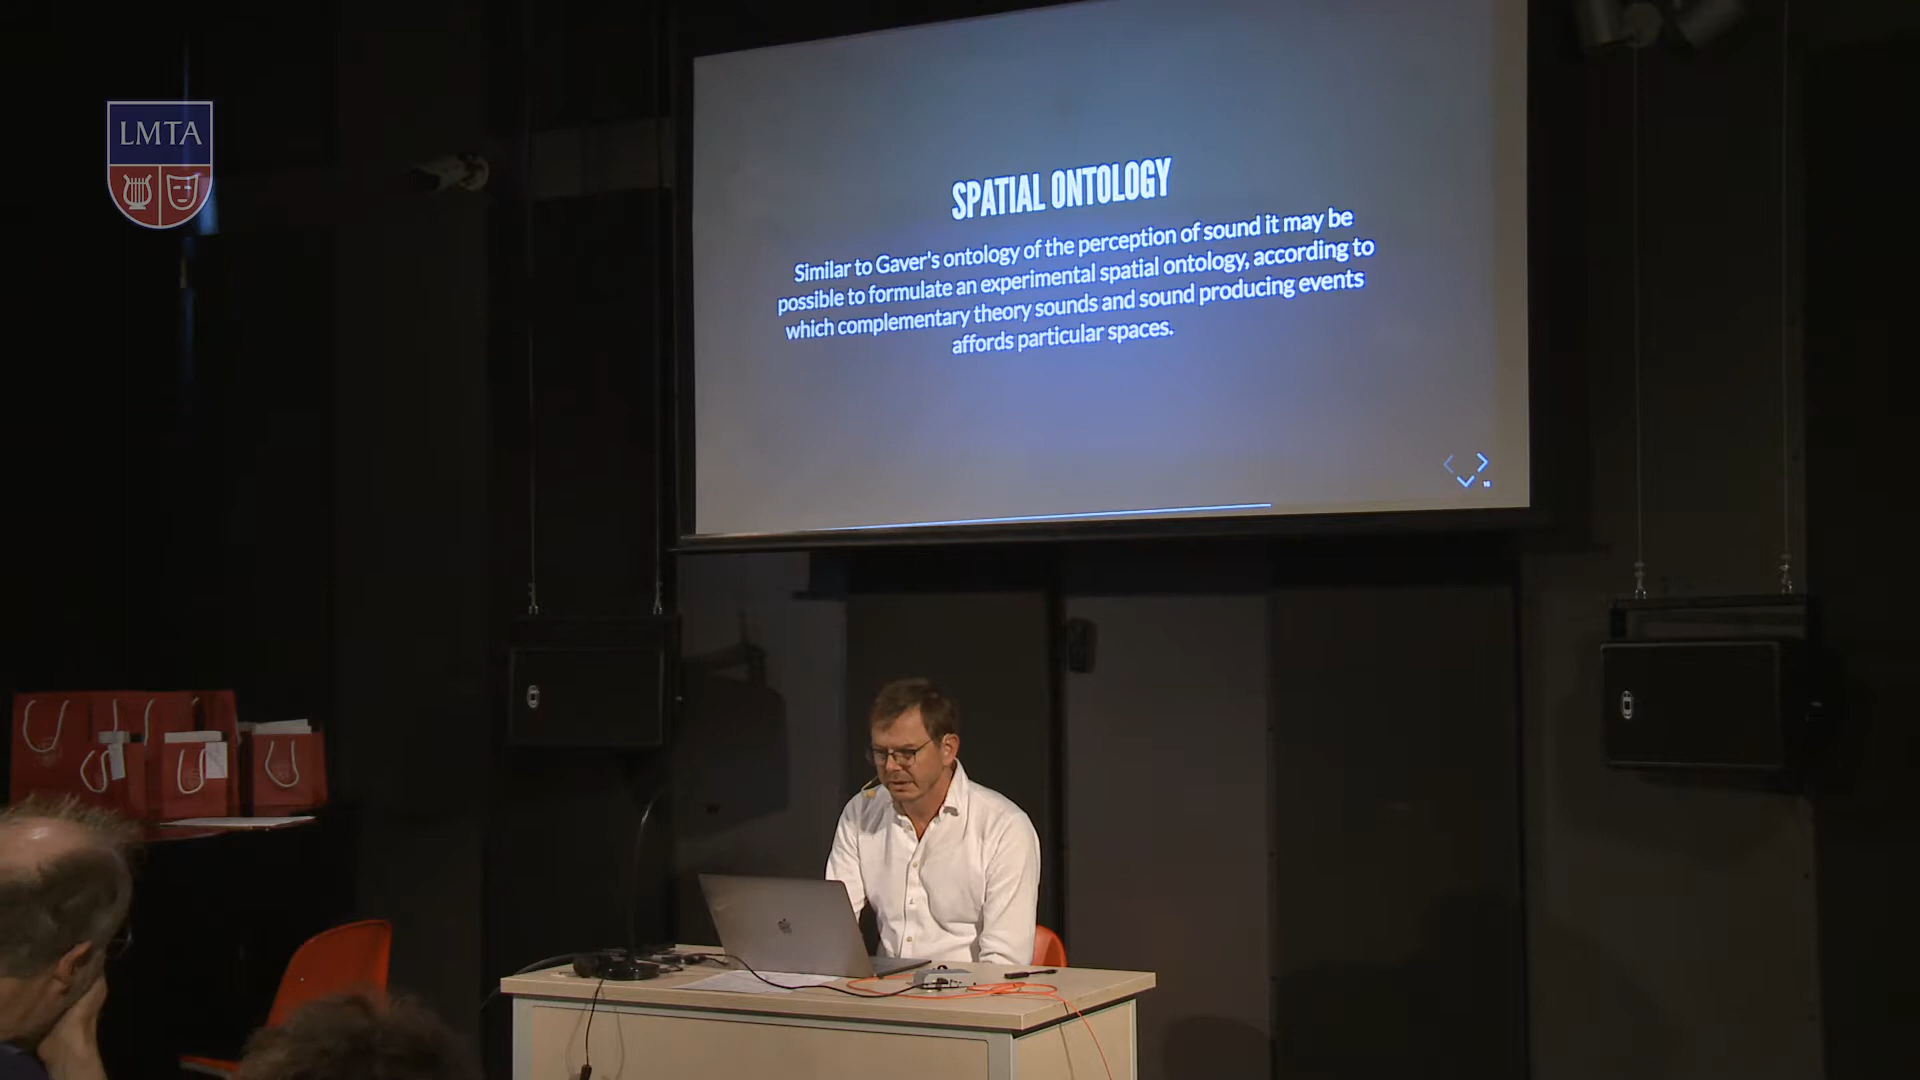 LMTA
SPATIAL ONTOLOGY
Similar to Gaver's ontology of the perception of sound it may be
possible to formulate an experimental spatial ontology, according to
which complementary theory sounds and sound producing events
affords particular spaces.
16